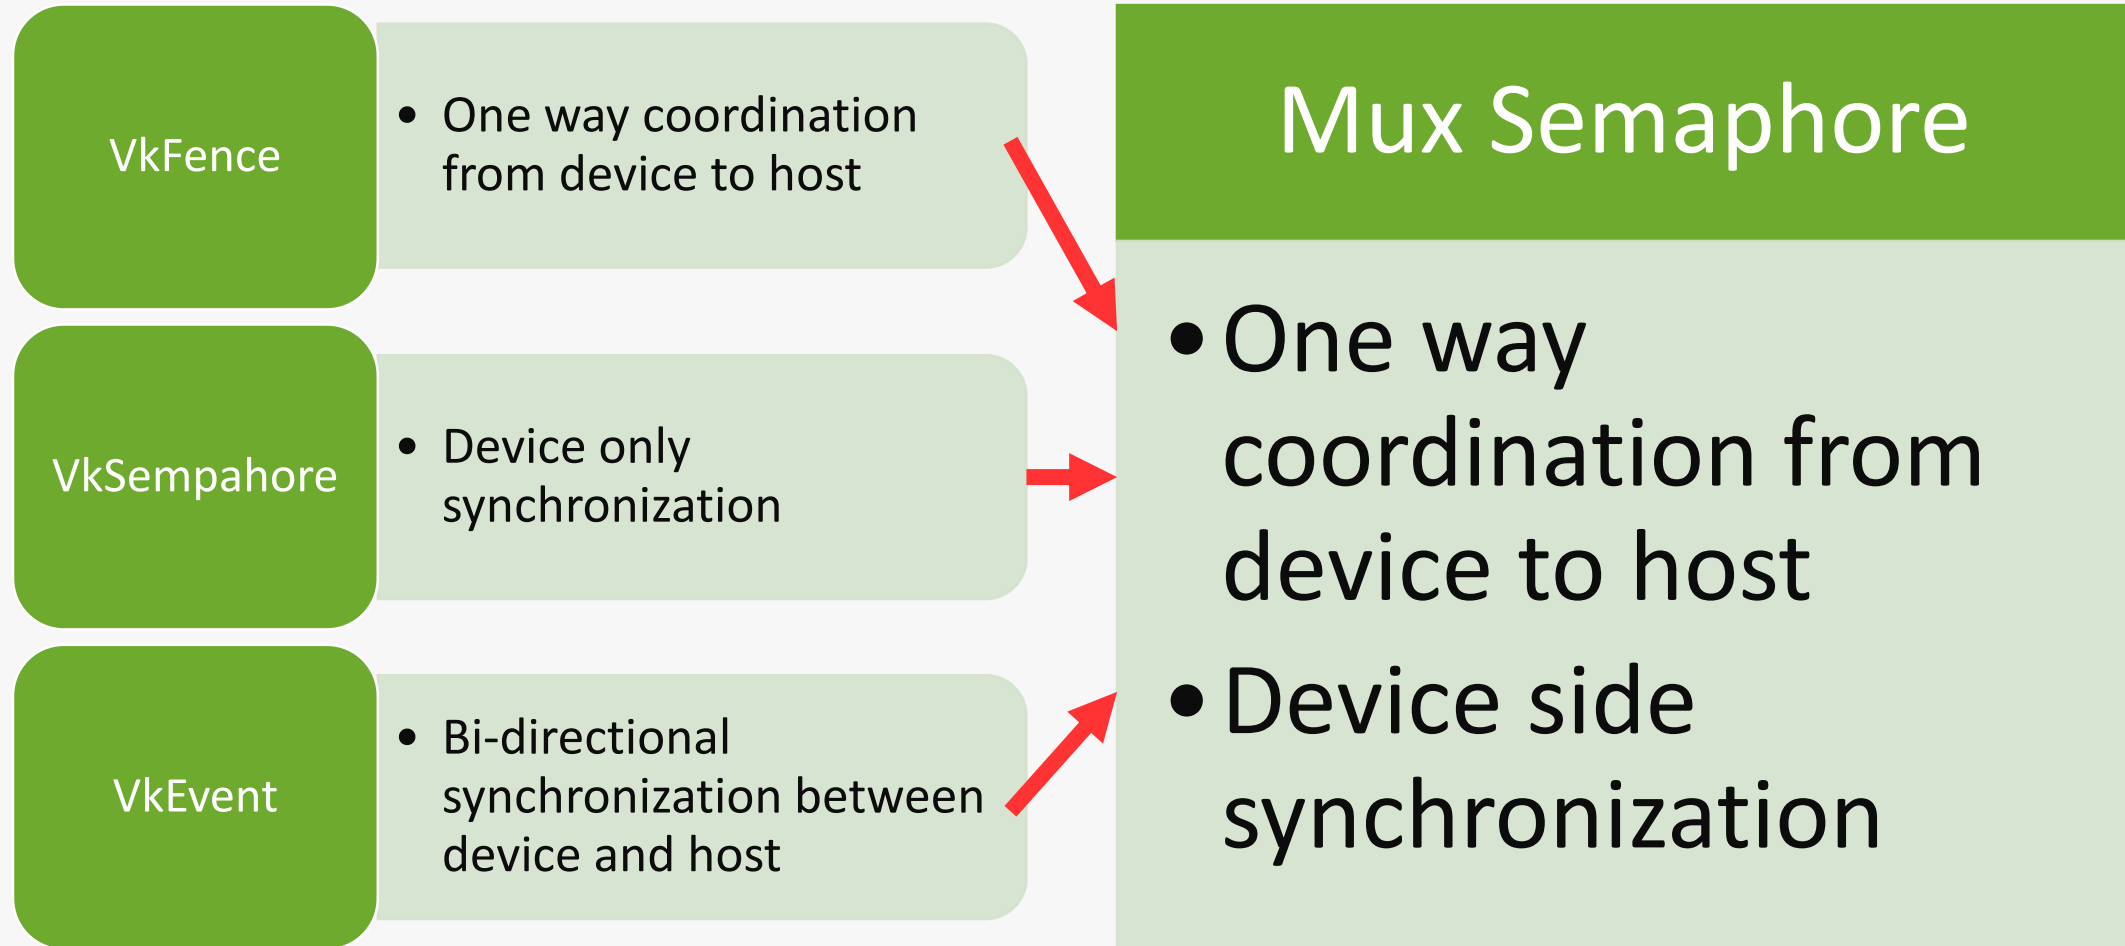 VkFence
• One way coordination
from device to host
VkSempahore
• Device only
synchronization
VkEvent
• Bi-directional
synchronization between
device and host
Mux Semaphore
• One way
coordination from
device to host
• Device side
synchronization